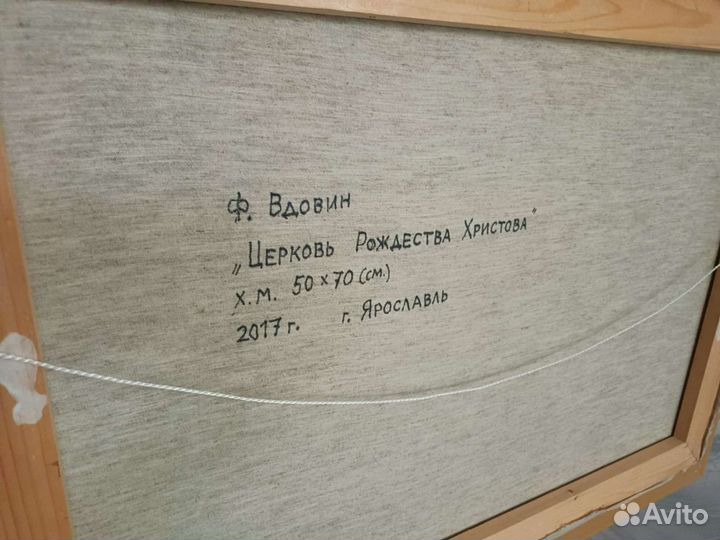 Ф. Вдовин
„Церковь Рождества Христова"
х.м. 50×70 (см.)
2017 г. г. Ярославль
Avito